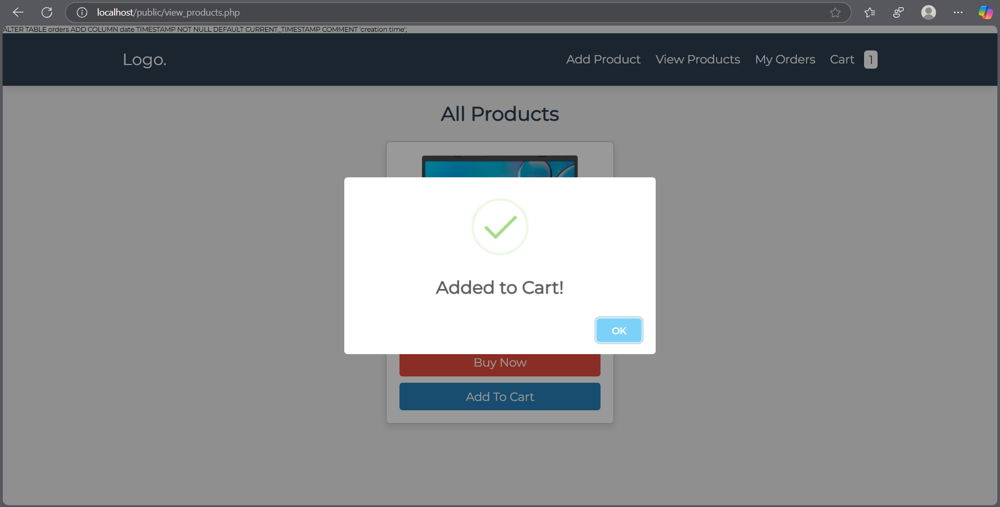 localhost/public/view_products.php
ALTER TABLE orders ADD COLUMN date TIMESTAMP NOT NULL DEFAULT CURRENT_TIMESTAMP COMMENT 'creation time';
Logo.
Add Product View Products My Orders Cart 1
All Products
Added to Cart!
OK
Buy Now
Add To Cart